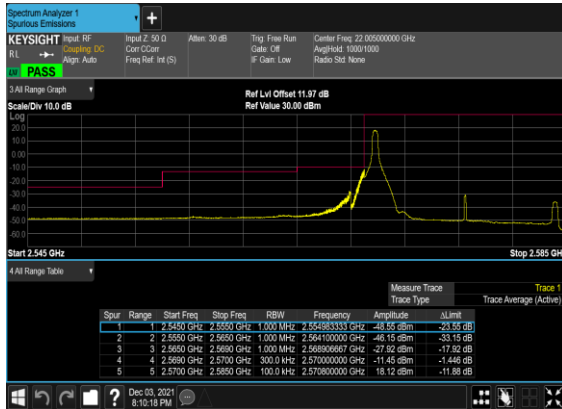 Spectrum Analyzer 1
Spurious Emissions
+
KEYSIGHT Input: RF Input Z: 50 Ω Atten: 30 dB Trig: Free Run Center Freq: 22.005000000 GHz
RL Coupling: DC Corr CCorr Gate: Off Avg|Hold: 1000/1000
Align: Auto Freq Ref: Int (S) IF Gain: Low Radio Std: None
PASS
3 All Range Graph Ref Lvl Offset 11.97 dB
Scale/Div 10.0 dB Ref Value 30.00 dBm
Log
20.0
10.0
0.00
-10.0
-20.0
-30.0
-40.0
-50.0
-60.0
Start 2.545 GHz Stop 2.585 GHz
4 All Range Table
Measure Trace Trace 1
Trace Type Trace Average (Active)
Spur Range Start Freq Stop Freq RBW Frequency Amplitude ΔLimit
1 1 2.5450 GHz 2.5550 GHz 1.000 MHz 2.554983333 GHz -48.55 dBm -23.55 dB
2 2 2.5550 GHz 2.5650 GHz 1.000 MHz 2.564100000 GHz -46.15 dBm -33.15 dB
3 3 2.5650 GHz 2.5690 GHz 1.000 MHz 2.568906667 GHz -27.92 dBm -17.92 dB
4 4 2.5690 GHz 2.5700 GHz 300.0 kHz 2.570000000 GHz -11.45 dBm -1.446 dB
5 5 2.5700 GHz 2.5850 GHz 100.0 kHz 2.570800000 GHz 18.12 dBm -11.88 dB
? Dec 03, 2021
8:10:18 PM